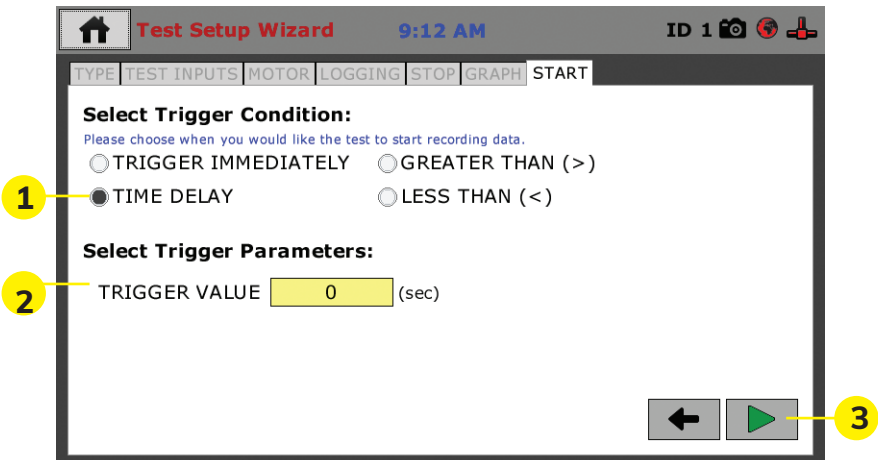 Test Setup Wizard 9:12 AM ID 1
TYPE TEST INPUTS MOTOR LOGGING STOP GRAPH START
Select Trigger Condition:
Please choose when you would like the test to start recording data.
TRIGGER IMMEDIATELY GREATER THAN (>)
1 TIME DELAY LESS THAN (<)
Select Trigger Parameters:
2 TRIGGER VALUE 0 (sec)
3